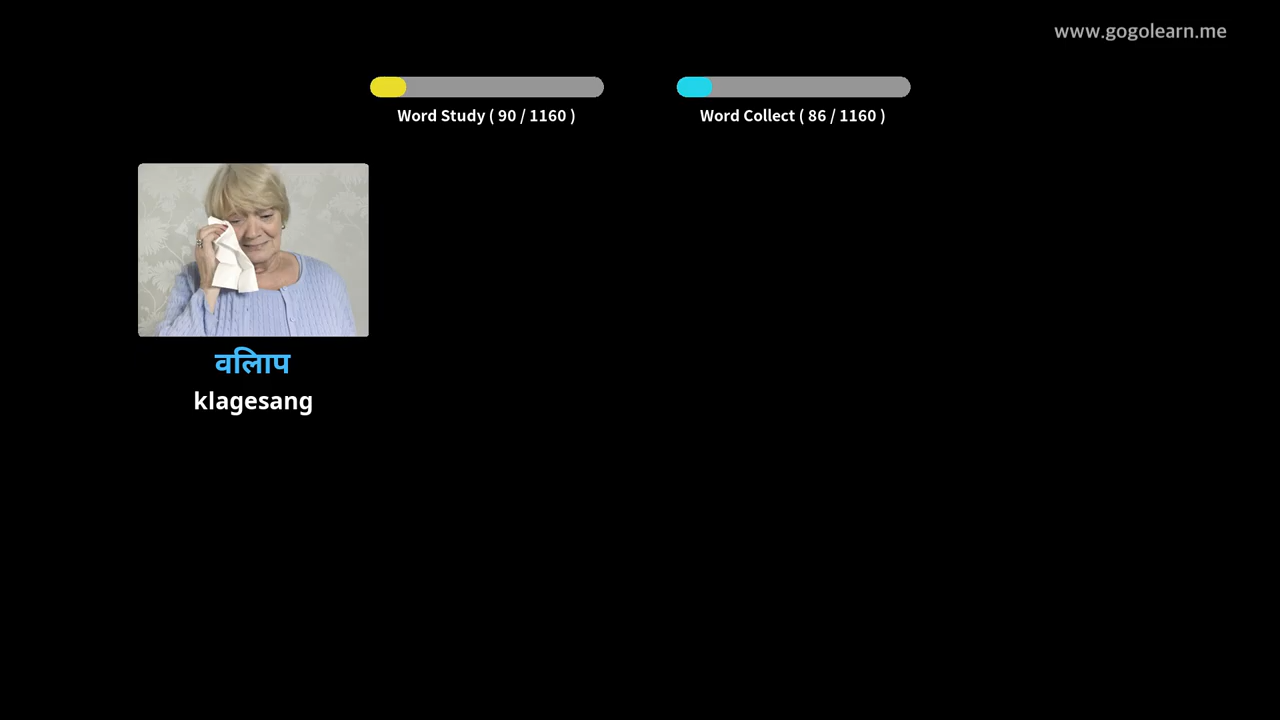 www.gogolearn.me
Word Study ( 90 / 1160 )
Word Collect ( 86 / 1160 )
विलाप
klagesang